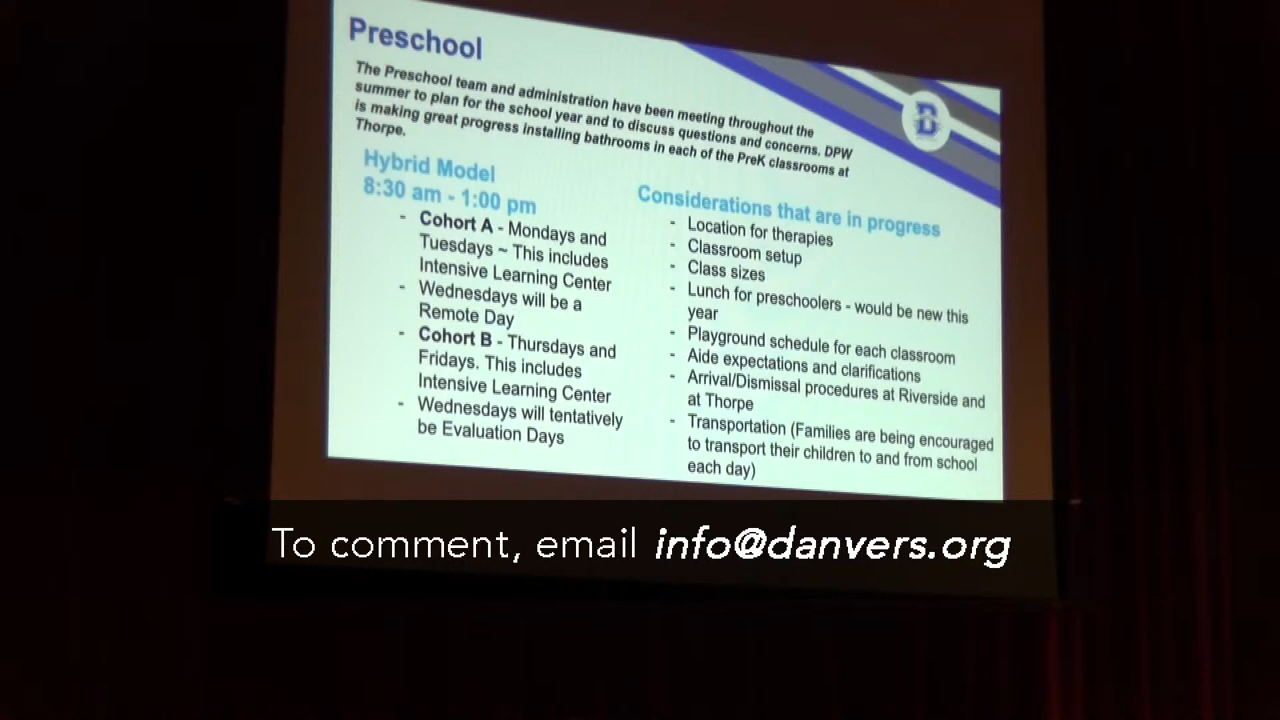 Preschool
The Preschool team and administration have been meeting throughout the
summer to plan for the school year and to discuss questions and concerns. DPW
is making great progress installing bathrooms in each of the PreK classrooms at
Thorpe.
Hybrid Model
8:30 am - 1:00 pm
- Cohort A - Mondays and
Tuesdays ~ This includes
Intensive Learning Center
- Wednesdays will be a
Remote Day
- Cohort B - Thursdays and
Fridays. This includes
Intensive Learning Center
- Wednesdays will tentatively
be Evaluation Days
Considerations that are in progress
- Location for therapies
- Classroom setup
- Class sizes
- Lunch for preschoolers - would be new this
year
- Playground schedule for each classroom
- Aide expectations and clarifications
- Arrival/Dismissal procedures at Riverside and
at Thorpe
- Transportation (Families are being encouraged
to transport their children to and from school
each day)
D
To comment, email info@danvers.org